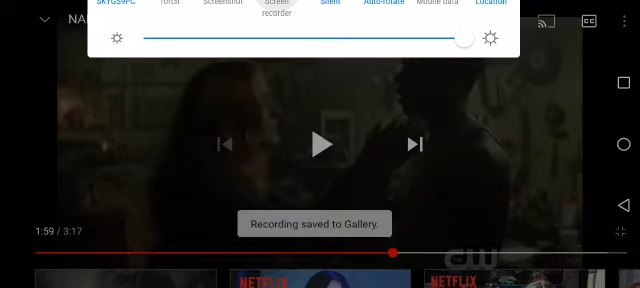 SKYGS9PC Torch Screenshot Screen Silent Auto-rotate Mobile data Location
recorder
NA
CC
Recording saved to Gallery.
1:59 / 3:17
CW
NETFLIX NETFLIX